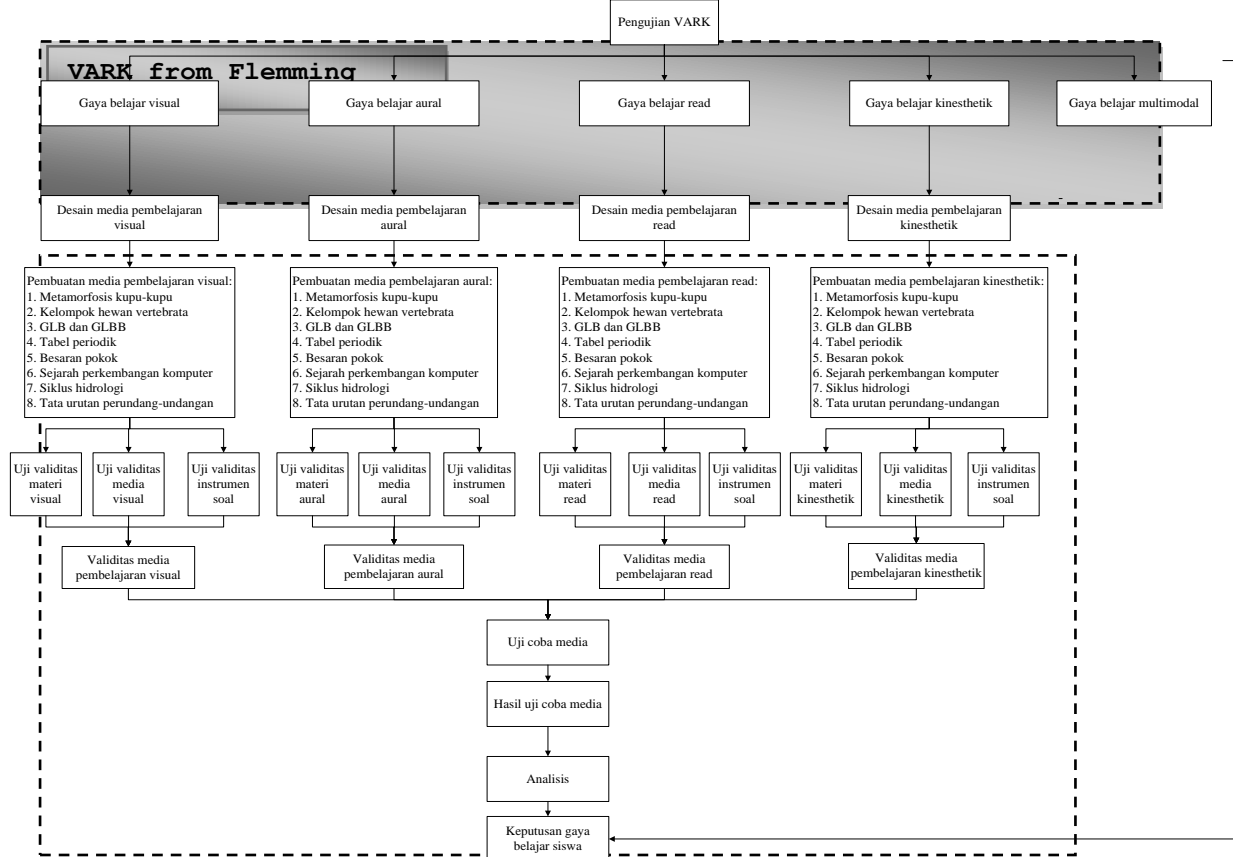 Pengujian VARK
VARK from Flemming
Gaya belajar visual
Gaya belajar aural
Gaya belajar read
Gaya belajar kinesthetik
Gaya belajar multimodal
Desain media pembelajaran
visual
Desain media pembelajaran
aural
Desain media pembelajaran
read
Desain media pembelajaran
kinesthetik
Pembuatan media pembelajaran visual:
1. Metamorfosis kupu-kupu
2. Kelompok hewan vertebrata
3. GLB dan GLBB
4. Tabel periodik
5. Besaran pokok
6. Sejarah perkembangan komputer
7. Siklus hidrologi
8. Tata urutan perundang-undangan
Pembuatan media pembelajaran aural:
1. Metamorfosis kupu-kupu
2. Kelompok hewan vertebrata
3. GLB dan GLBB
4. Tabel periodik
5. Besaran pokok
6. Sejarah perkembangan komputer
7. Siklus hidrologi
8. Tata urutan perundang-undangan
Pembuatan media pembelajaran read:
1. Metamorfosis kupu-kupu
2. Kelompok hewan vertebrata
3. GLB dan GLBB
4. Tabel periodik
5. Besaran pokok
6. Sejarah perkembangan komputer
7. Siklus hidrologi
8. Tata urutan perundang-undangan
Pembuatan media pembelajaran kinesthetik:
1. Metamorfosis kupu-kupu
2. Kelompok hewan vertebrata
3. GLB dan GLBB
4. Tabel periodik
5. Besaran pokok
6. Sejarah perkembangan komputer
7. Siklus hidrologi
8. Tata urutan perundang-undangan
Uji validitas
materi
visual
Uji validitas
media
visual
Uji validitas
instrumen
soal
Uji validitas
materi
aural
Uji validitas
media
aural
Uji validitas
instrumen
soal
Uji validitas
materi
read
Uji validitas
media
read
Uji validitas
instrumen
soal
Uji validitas
materi
kinesthetik
Uji validitas
media
kinesthetik
Uji validitas
instrumen
soal
Validitas media
pembelajaran visual
Validitas media
pembelajaran aural
Validitas media
pembelajaran read
Validitas media
pembelajaran kinesthetik
Uji coba media
Hasil uji coba media
Analisis
Keputusan gaya
belajar siswa